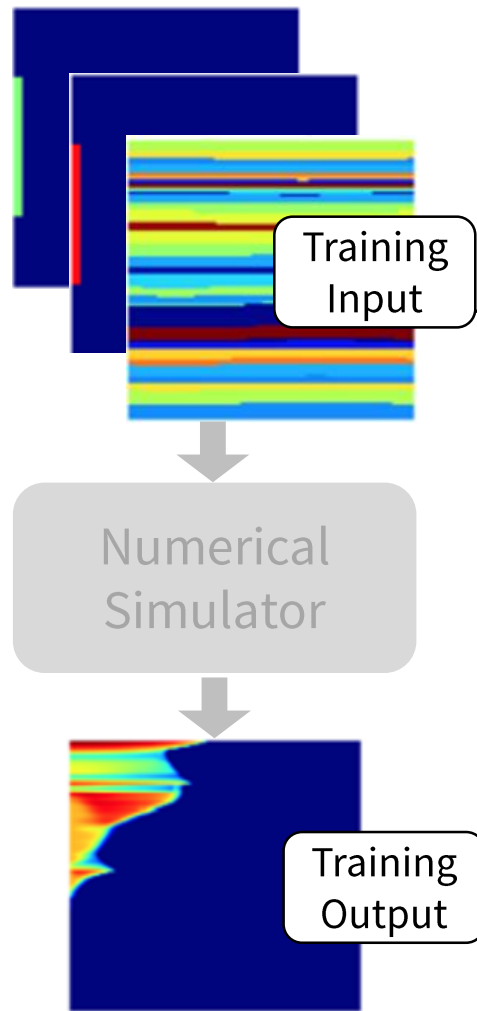 Training
Input
Numerical
Simulator
Training
Output